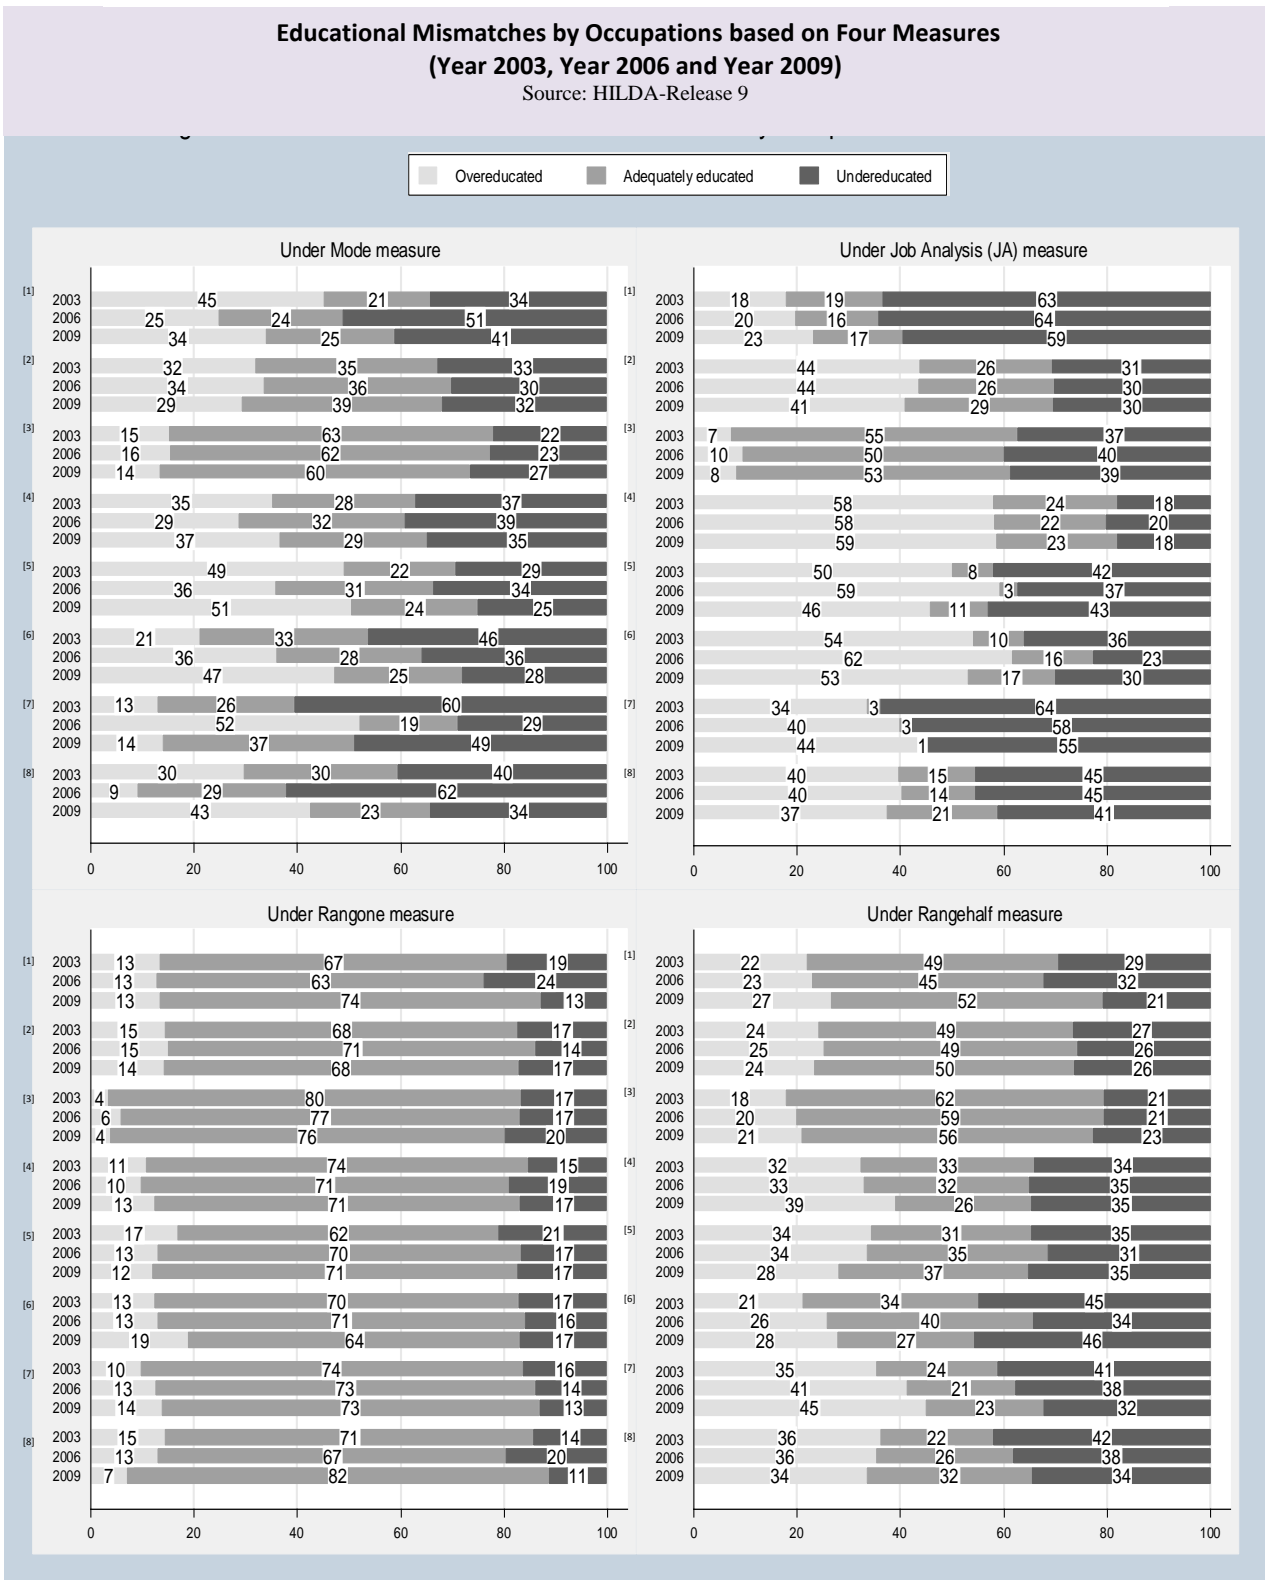 Educational Mismatches by Occupations based on Four Measures
(Year 2003, Year 2006 and Year 2009)
Source: HILDA-Release 9
Overeducated Adequately educated Undereducated
Under Mode measure
[1]
2003 45 21 34
2006 25 24 51
2009 34 25 41
[2]
2003 32 35 33
2006 34 36 30
2009 29 39 32
[3]
2003 15 63 22
2006 16 62 23
2009 14 60 27
[4]
2003 35 28 37
2006 29 32 39
2009 37 29 35
[5]
2003 49 22 29
2006 36 31 34
2009 51 24 25
[6]
2003 21 33 46
2006 36 28 36
2009 47 25 28
[7]
2003 13 26 60
2006 52 19 29
2009 14 37 49
[8]
2003 30 30 40
2006 9 29 62
2009 43 23 34
0 20 40 60 80 100
Under Job Analysis (JA) measure
[1]
2003 18 19 63
2006 20 16 64
2009 23 17 59
[2]
2003 44 26 31
2006 44 26 30
2009 41 29 30
[3]
2003 7 55 37
2006 10 50 40
2009 8 53 39
[4]
2003 58 24 18
2006 58 22 20
2009 59 23 18
[5]
2003 50 8 42
2006 59 3 37
2009 46 11 43
[6]
2003 54 10 36
2006 62 16 23
2009 53 17 30
[7]
2003 34 3 64
2006 40 3 58
2009 44 1 55
[8]
2003 40 15 45
2006 40 14 45
2009 37 21 41
0 20 40 60 80 100
Under Rangone measure
[1]
2003 13 67 19
2006 13 63 24
2009 13 74 13
[2]
2003 15 68 17
2006 15 71 14
2009 14 68 17
[3]
2003 4 80 17
2006 6 77 17
2009 4 76 20
[4]
2003 11 74 15
2006 10 71 19
2009 13 71 17
[5]
2003 17 62 21
2006 13 70 17
2009 12 71 17
[6]
2003 13 70 17
2006 13 71 16
2009 19 64 17
[7]
2003 10 74 16
2006 13 73 14
2009 14 73 13
[8]
2003 15 71 14
2006 13 67 20
2009 7 82 11
0 20 40 60 80 100
Under Rangehalf measure
[1]
2003 22 49 29
2006 23 45 32
2009 27 52 21
[2]
2003 24 49 27
2006 25 49 26
2009 24 50 26
[3]
2003 18 62 21
2006 20 59 21
2009 21 56 23
[4]
2003 32 33 34
2006 33 32 35
2009 39 26 35
[5]
2003 34 31 35
2006 34 35 31
2009 28 37 35
[6]
2003 21 34 45
2006 26 40 34
2009 28 27 46
[7]
2003 35 24 41
2006 41 21 38
2009 45 23 32
[8]
2003 36 22 42
2006 36 26 38
2009 34 32 34
0 20 40 60 80 100